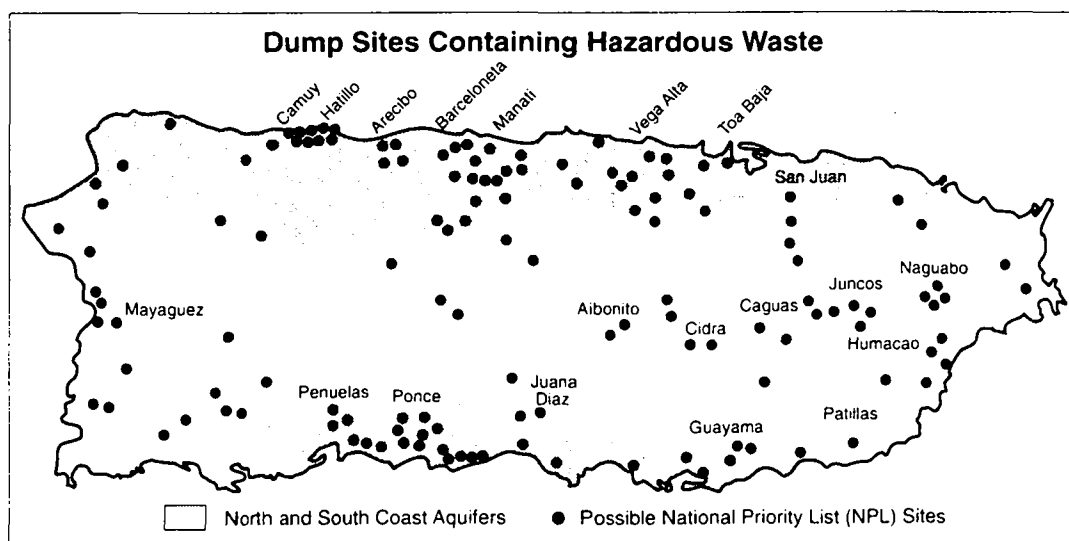 Dump Sites Containing Hazardous Waste
Camuy
Hatillo
Arecibo
Barceloneta
Manati
Vega Alta
Toa Baja
San Juan
Naguabo
Juncos
Mayaguez
Aibonito
Caguas
Cidra
Humacao
Penuelas
Ponce
Juana
Diaz
Guayama
Patillas
North and South Coast Aquifers
Possible National Priority List (NPL) Sites